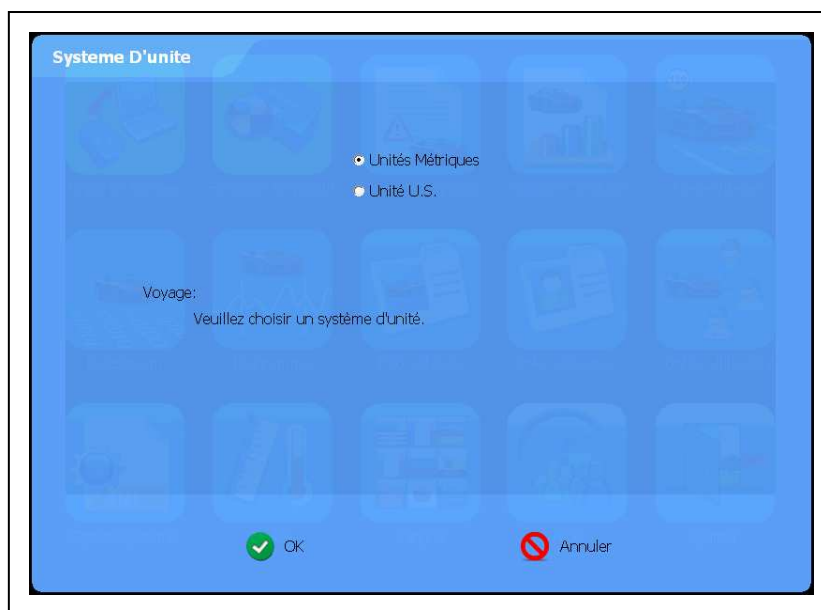 Systeme D'unite
Unités Métriques
Unité U.S.
Voyage:
Veuillez choisir un système d'unité.
OK
Annuler